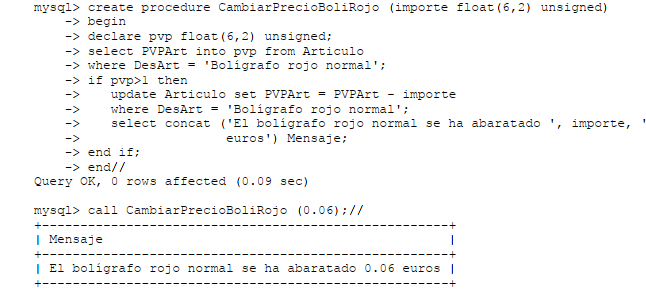 mysql> create procedure CambiarPrecioBoliRojo (importe float(6,2) unsigned)
    -> begin
    -> declare pvp float(6,2) unsigned;
    -> select PVPArt into pvp from Articulo
    -> where DesArt = 'Bolígrafo rojo normal';
    -> if pvp>1 then
    ->    update Articulo set PVPArt = PVPArt - importe
    ->    where DesArt = 'Bolígrafo rojo normal';
    ->    select concat ('El bolígrafo rojo normal se ha abaratado ', importe, '
    ->                   euros') Mensaje;
    -> end if;
    -> end//
Query OK, 0 rows affected (0.09 sec)
mysql> call CambiarPrecioBoliRojo (0.06);//
+-----------------------------------------------------+
| Mensaje                                             |
+-----------------------------------------------------+
| El bolígrafo rojo normal se ha abaratado 0.06 euros |
+-----------------------------------------------------+